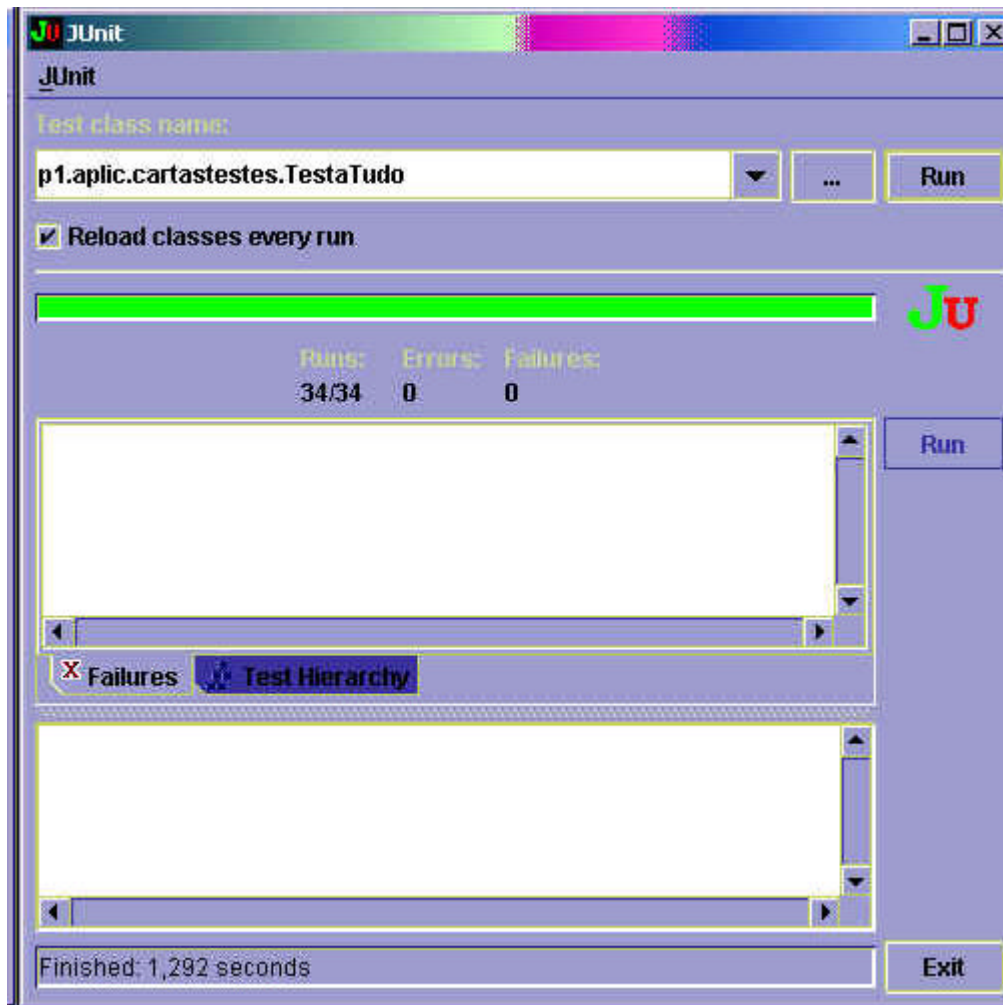 JU JUnit
JUnit
Test class name:
p1.aplic.cartastestes.TestaTudo ... Run
Reload classes every run
JU
Runs: Errors: Failures:
34/34 0 0
Run
X Failures Test Hierarchy
Finished: 1,292 seconds Exit